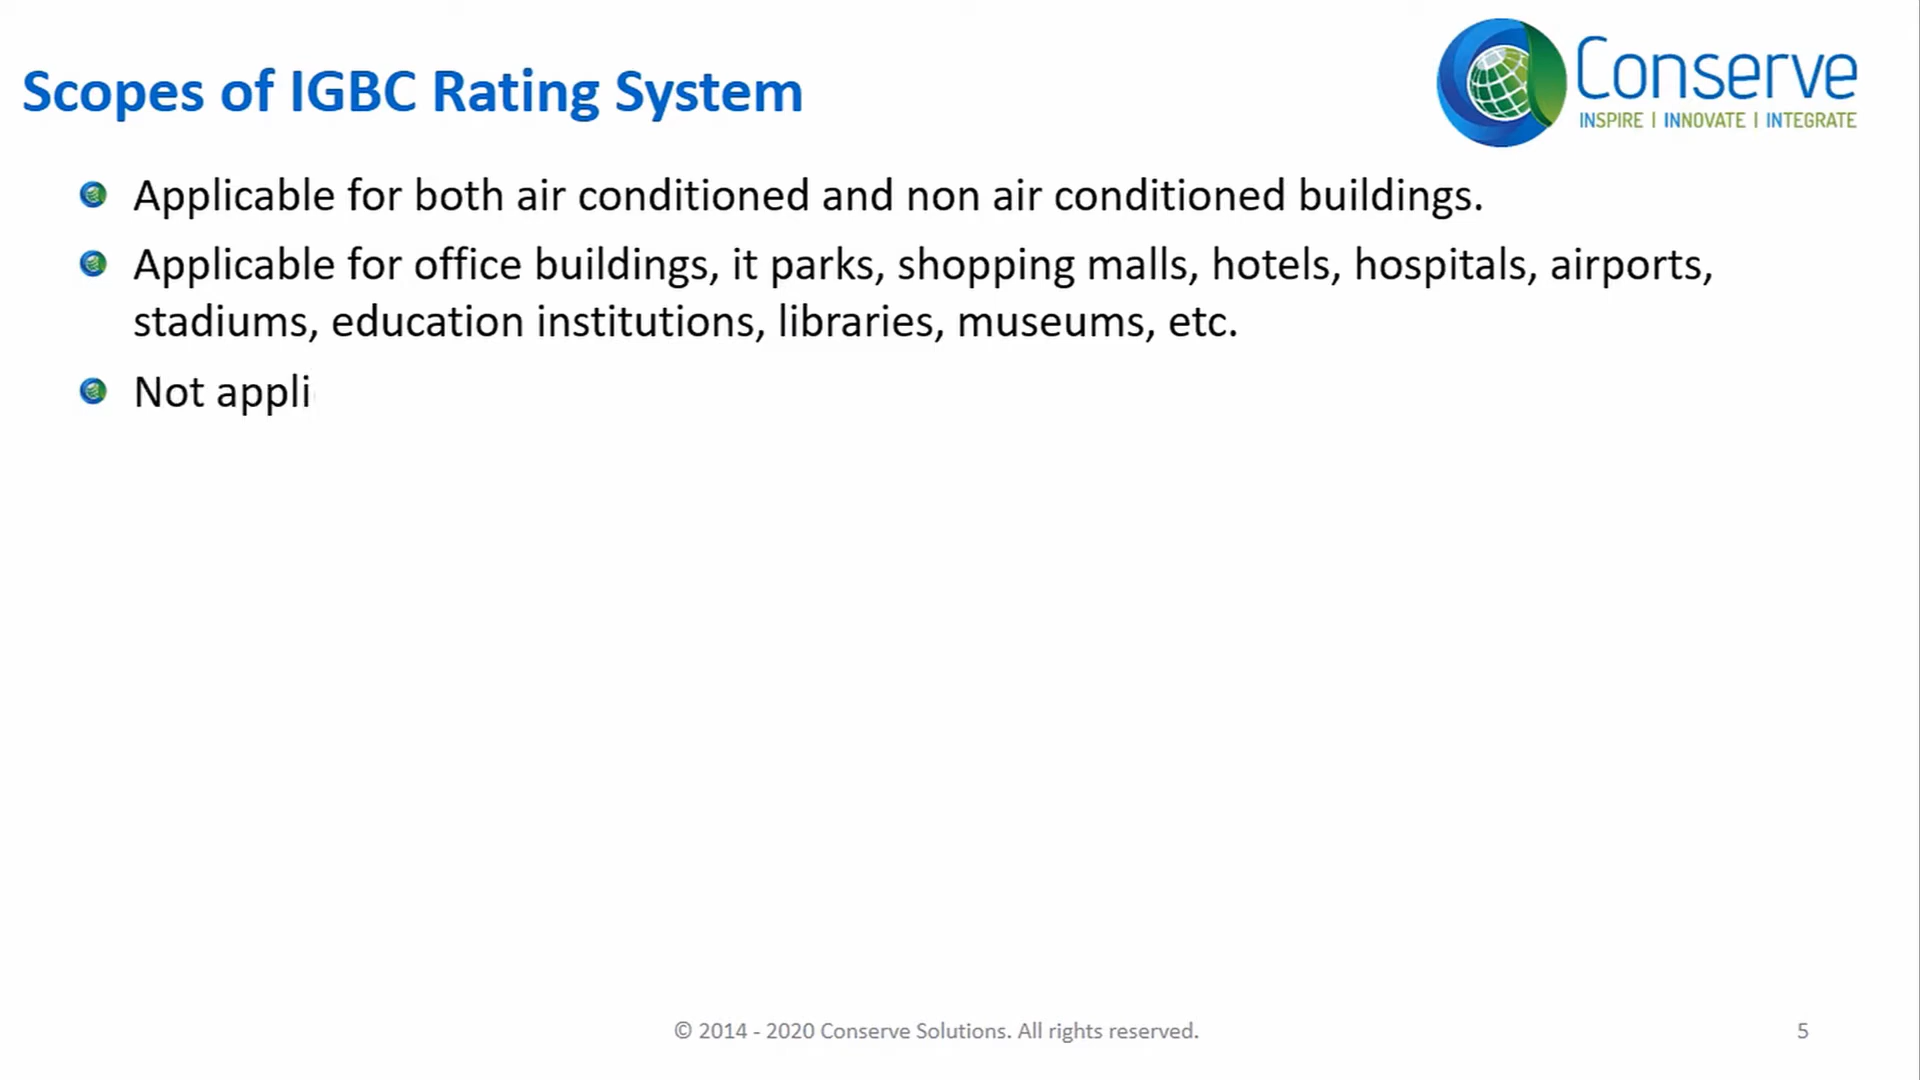 Scopes of IGBC Rating System
Conserve
INSPIRE | INNOVATE | INTEGRATE
Applicable for both air conditioned and non air conditioned buildings.
Applicable for office buildings, it parks, shopping malls, hotels, hospitals, airports,
stadiums, education institutions, libraries, museums, etc.
Not appli
© 2014 - 2020 Conserve Solutions. All rights reserved.
5